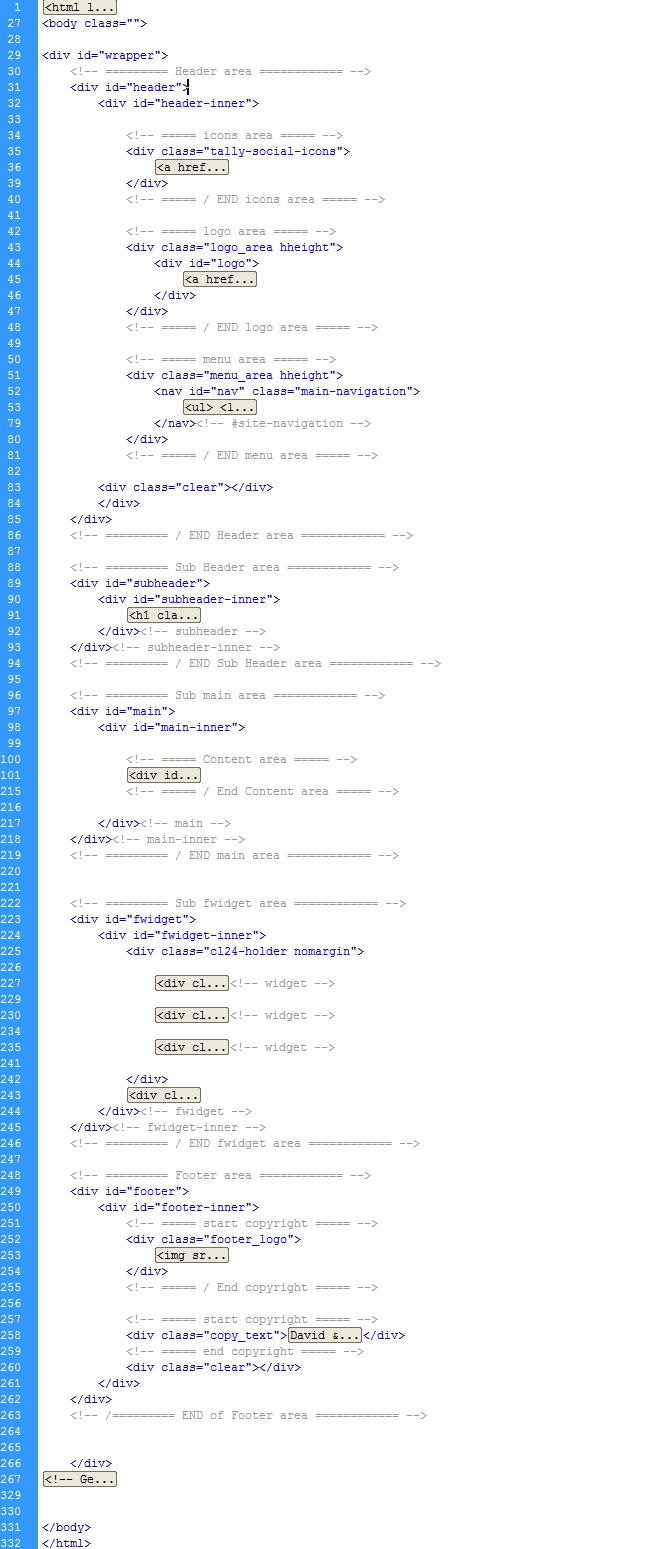 1 <html l...
27 <body class="">
28
29 <div id="wrapper">
30 <!-- ========= Header area ============ -->
31 <div id="header">
32 <div id="header-inner">
33
34 <!-- ===== icons area ===== -->
35 <div class="tally-social-icons">
36 <a href...
39 </div>
40 <!-- ===== / END icons area ===== -->
41
42 <!-- ===== logo area ===== -->
43 <div class="logo_area hheight">
44 <div id="logo">
45 <a href...
46 </div>
47 </div>
48 <!-- ===== / END logo area ===== -->
49
50 <!-- ===== menu area ===== -->
51 <div class="menu_area hheight">
52 <nav id="nav" class="main-navigation">
53 <ul> <l...
79 </nav><!-- #site-navigation -->
80 </div>
81 <!-- ===== / END menu area ===== -->
82
83 <div class="clear"></div>
84 </div>
85 </div>
86 <!-- ========= / END Header area ============ -->
87
88 <!-- ========= Sub Header area ============ -->
89 <div id="subheader">
90 <div id="subheader-inner">
91 <h1 cla...
92 </div><!-- subheader -->
93 </div><!-- subheader-inner -->
94 <!-- ========= / END Sub Header area ============ -->
95
96 <!-- ========= Sub main area ============ -->
97 <div id="main">
98 <div id="main-inner">
99
100 <!-- ===== Content area ===== -->
101 <div id...
215 <!-- ===== / End Content area ===== -->
216
217 </div><!-- main -->
218 </div><!-- main-inner -->
219 <!-- ========= / END main area ============ -->
220
221
222 <!-- ========= Sub fwidget area ============ -->
223 <div id="fwidget">
224 <div id="fwidget-inner">
225 <div class="cl24-holder nomargin">
226
227 <div cl...<!-- widget -->
229
230 <div cl...<!-- widget -->
234
235 <div cl...<!-- widget -->
241
242 </div>
243 <div cl...
244 </div><!-- fwidget -->
245 </div><!-- fwidget-inner -->
246 <!-- ========= / END fwidget area ============ -->
247
248 <!-- ========= Footer area ============ -->
249 <div id="footer">
250 <div id="footer-inner">
251 <!-- ===== start copyright ===== -->
252 <div class="footer_logo">
253 <img sr...
254 </div>
255 <!-- ===== / End copyright ===== -->
256
257 <!-- ===== start copyright ===== -->
258 <div class="copy_text">David &...</div>
259 <!-- ===== end copyright ===== -->
260 <div class="clear"></div>
261 </div>
262 </div>
263 <!-- /========= END of Footer area ============ -->
264
265
266 </div>
267 <!-- Ge...
329
330
331 </body>
332 </html>